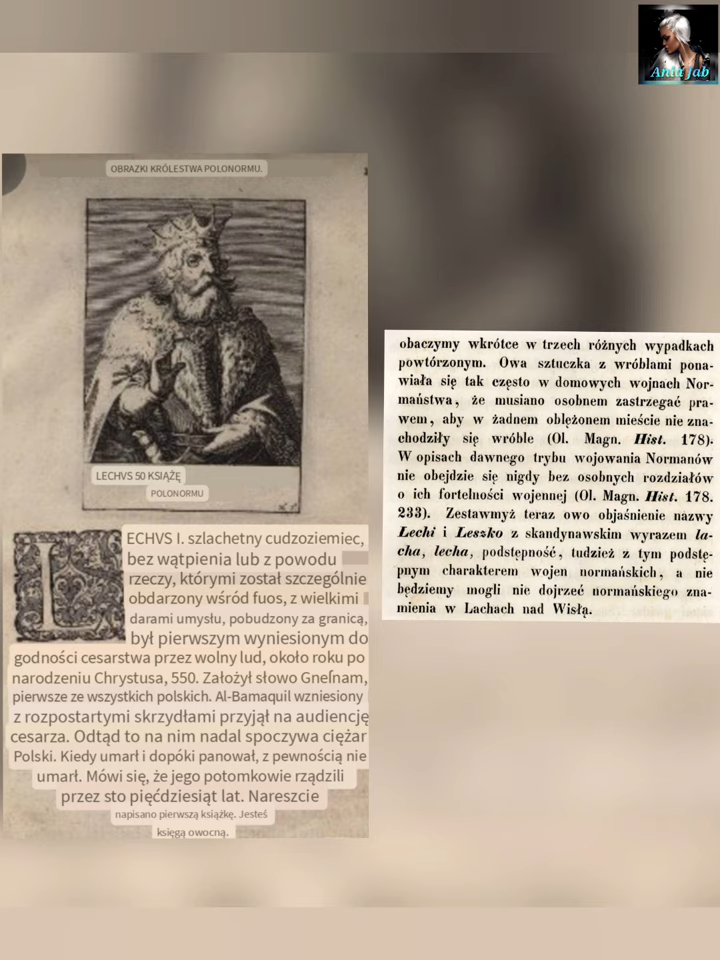 Ania Jab
OBRAZKI KRÓLESTWA POLONORMU.
LECHVS 50 KSIĄŻĘ
POLONORMU
L
ECHVS I. szlachetny cudzoziemiec,
bez wątpienia lub z powodu
rzeczy, którymi został szczególnie
obdarzony wśród fuos, z wielkimi
darami umysłu, pobudzony za granicą,
był pierwszym wyniesionym do
godności cesarstwa przez wolny lud, około roku po
narodzeniu Chrystusa, 550. Założył słowo Gneſnam,
pierwsze ze wszystkich polskich. Al-Bamaquil wzniesiony
z rozpostartymi skrzydłami przyjął na audiencję
cesarza. Odtąd to na nim nadal spoczywa ciężar
Polski. Kiedy umarł i dopóki panował, z pewnością nie
umarł. Mówi się, że jego potomkowie rządzili
przez sto pięćdziesiąt lat. Nareszcie
napisano pierwszą książkę. Jesteś
księgą owocną.
obaczymy wkrótce w trzech różnych wypadkach
powtórzonym. Owa sztuczka z wróblami pona-
wiała się tak często w domowych wojnach Nor-
maństwa, że musiano osobnem zastrzegać pra-
wem, aby w żadnem oblężonem mieście nie zna-
chodziły się wróble (Ol. Magn. Hist. 178).
W opisach dawnego trybu wojowania Normanów
nie obejdzie się nigdy bez osobnych rozdziałów
o ich fortelności wojennej (Ol. Magn. Hist. 178.
233). Zestawmyż teraz owo objaśnienie nazwy
Lechi i Leszko z skandynawskim wyrazem la-
cha, lecha, podstępność, tudzież z tym podstę-
pnym charakterem wojen normańskich, a nie
będziemy mogli nie dojrzeć normańskiego zna-
mienia w Lachach nad Wisłą.